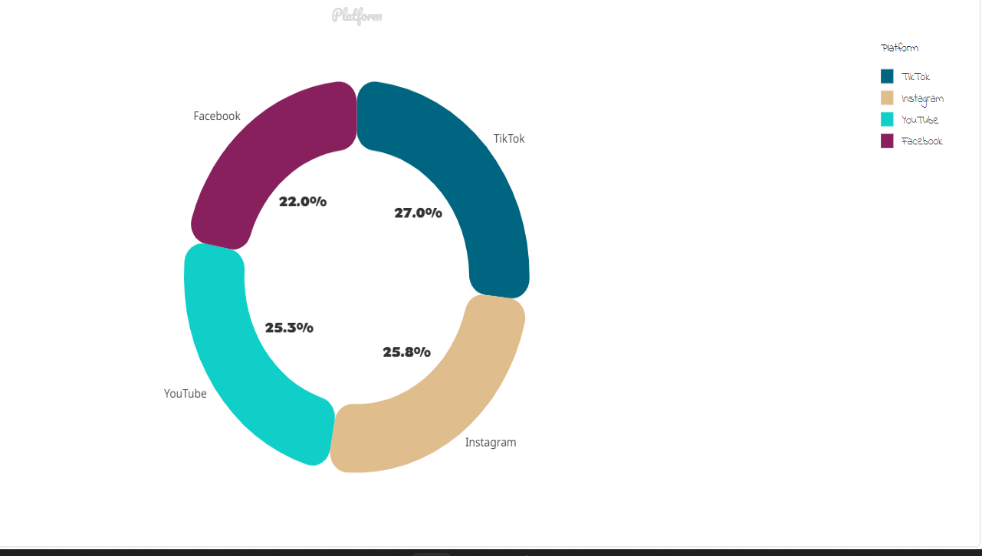 Platform
Platform
TikTok
Instagram
YouTube
Facebook
Facebook
TikTok
22.0%
27.0%
25.3%
25.8%
YouTube
Instagram